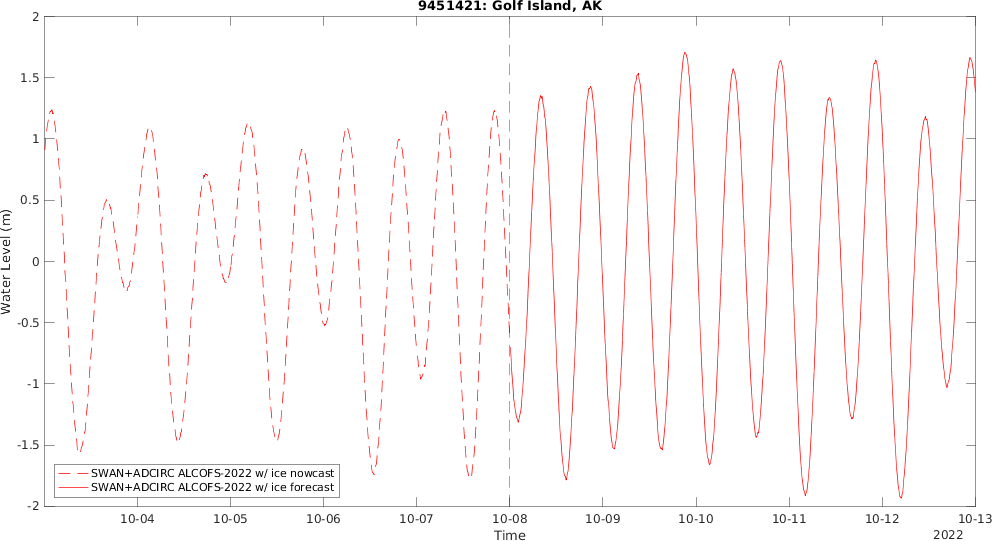 9451421: Golf Island, AK
2
1.5
1
0.5
0
-0.5
-1
-1.5
-2
Water Level (m)
SWAN+ADCIRC ALCOFS-2022 w/ ice nowcast
SWAN+ADCIRC ALCOFS-2022 w/ ice forecast
10-04 10-05 10-06 10-07 10-08 10-09 10-10 10-11 10-12 10-13
Time
2022